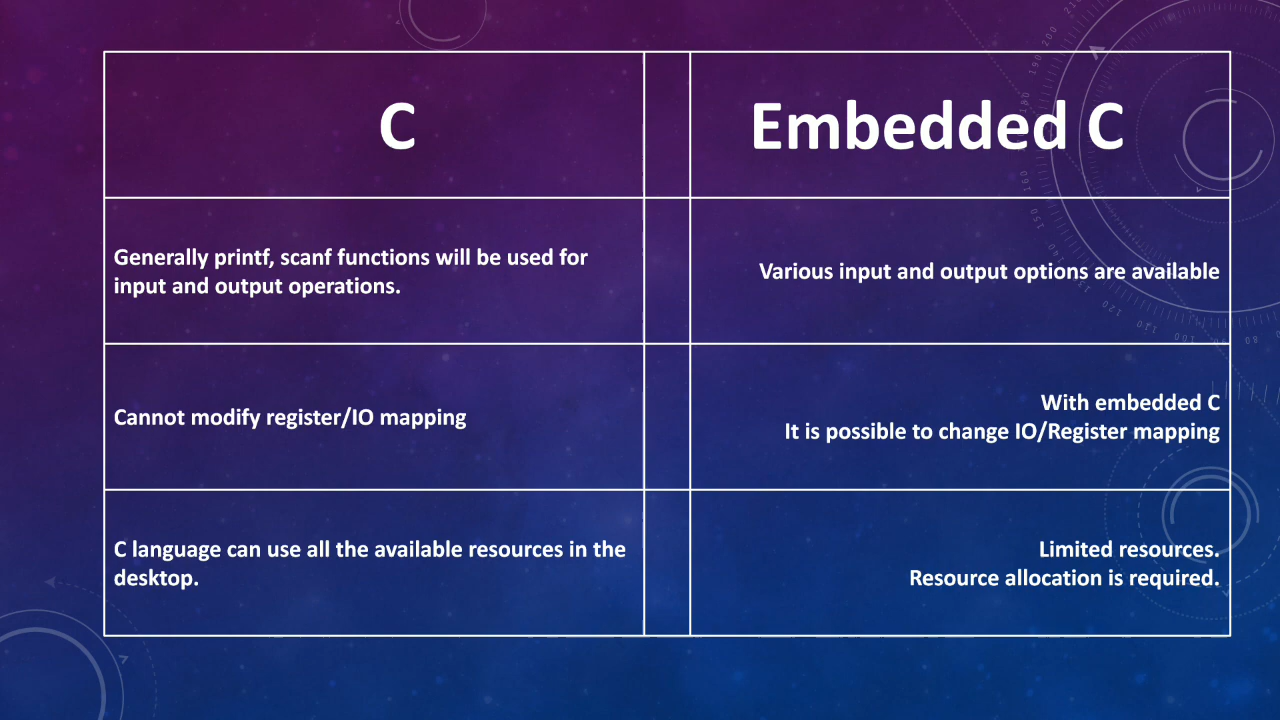 C
Embedded C
Generally printf, scanf functions will be used for
input and output operations.
Various input and output options are available
Cannot modify register/IO mapping
With embedded C
It is possible to change IO/Register mapping
C language can use all the available resources in the
desktop.
Limited resources.
Resource allocation is required.